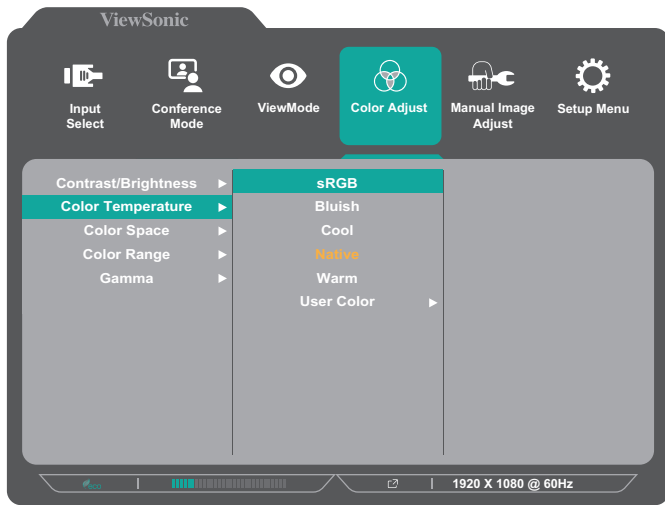 ViewSonic
Input Select
Conference Mode
ViewMode
Color Adjust
Manual Image Adjust
Setup Menu
Contrast/Brightness
Color Temperature
Color Space
Color Range
Gamma
sRGB
Bluish
Cool
Native
Warm
User Color
eco
1920 X 1080 @ 60Hz